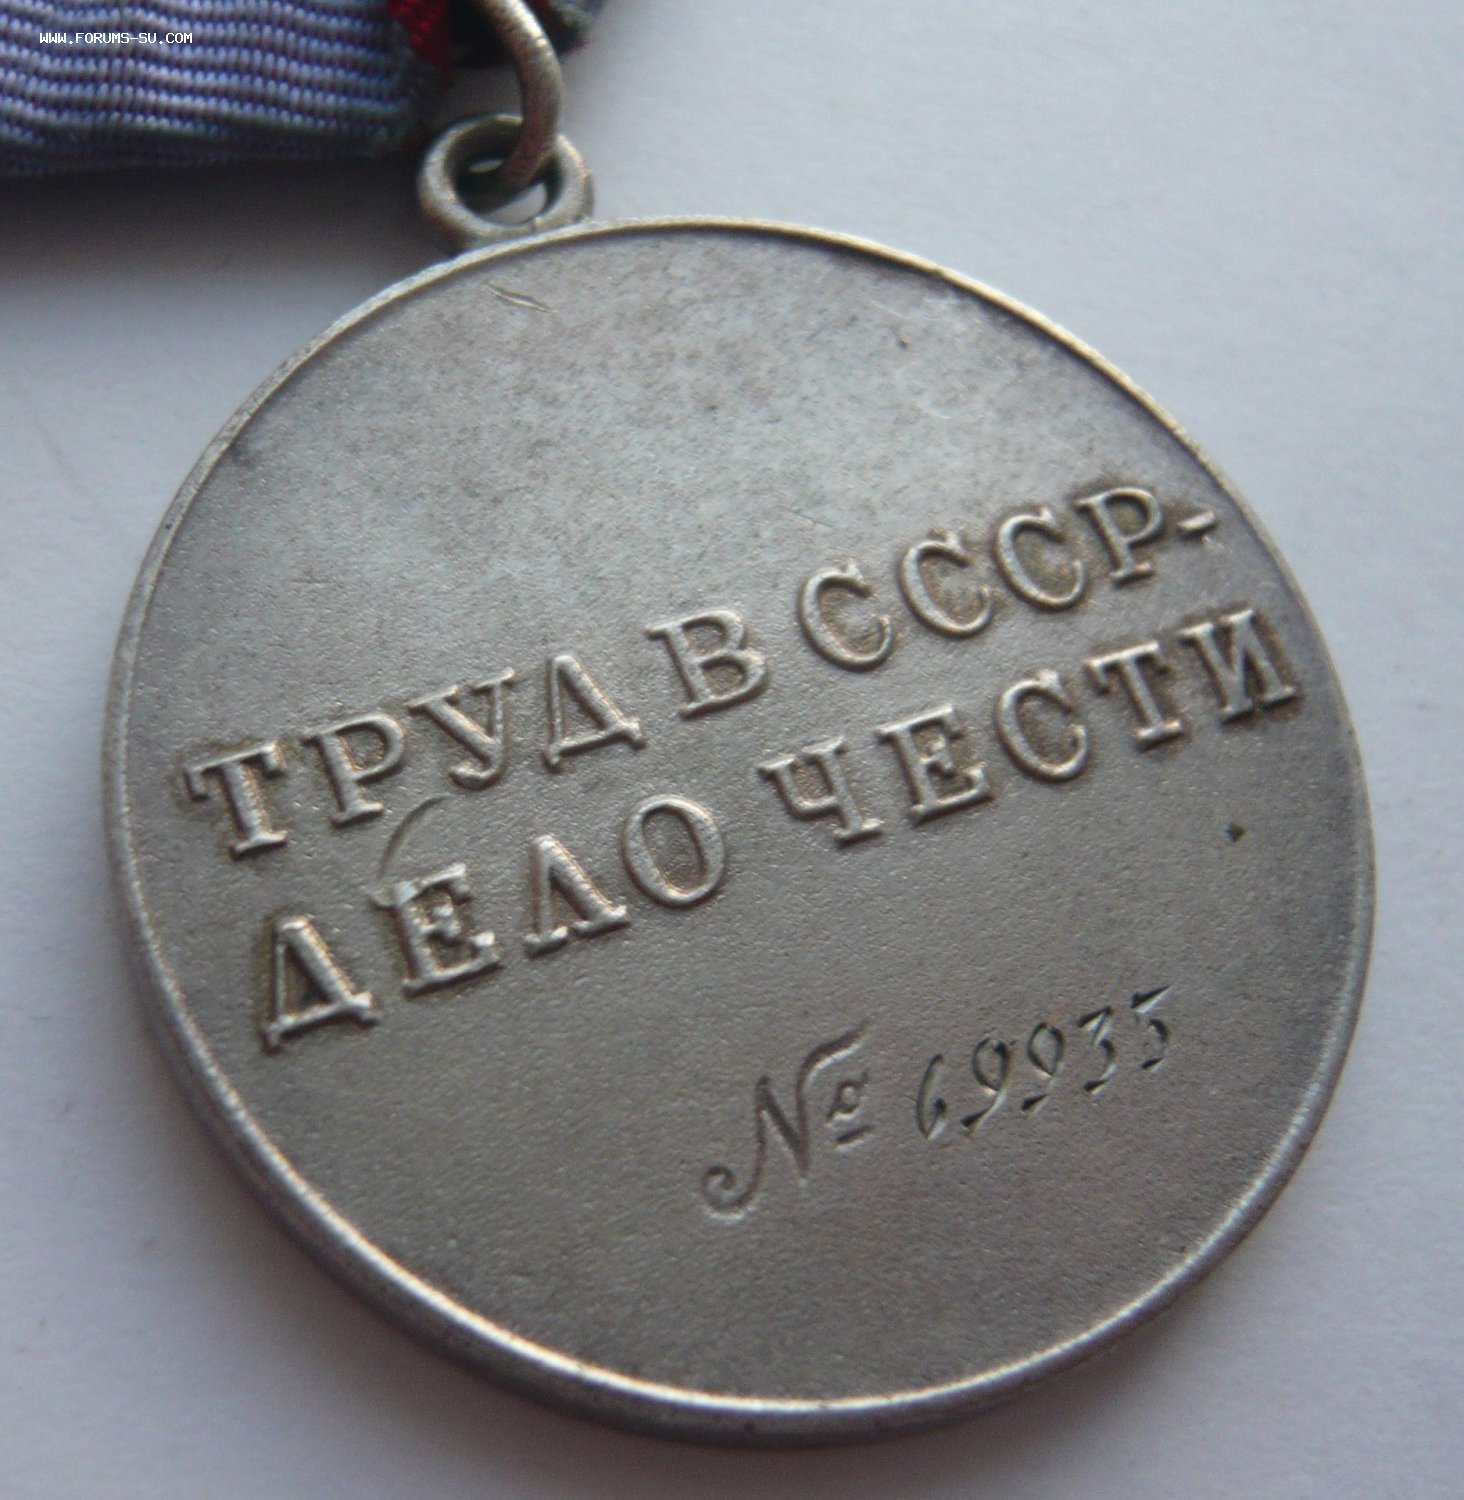 WWW.FORUMS-SU.COM
ТРУД В СССР-
ДЕЛО ЧЕСТИ
№ 69935